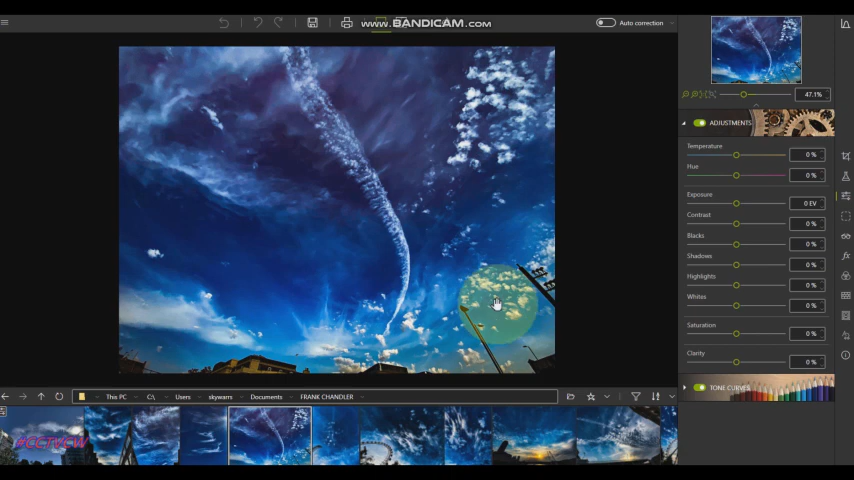 www.BANDICAM.com
Auto correction
47.1%
ADJUSTMENTS
Temperature
0 %
Hue
0 %
Exposure
0 EV
Contrast
0 %
Blacks
0 %
Shadows
0 %
Highlights
0 %
Whites
0 %
Saturation
0 %
Clarity
0 %
TONE CURVES
This PC
C:\
Users
skywarrs
Documents
FRANK CHANDLER
#CCTVCW